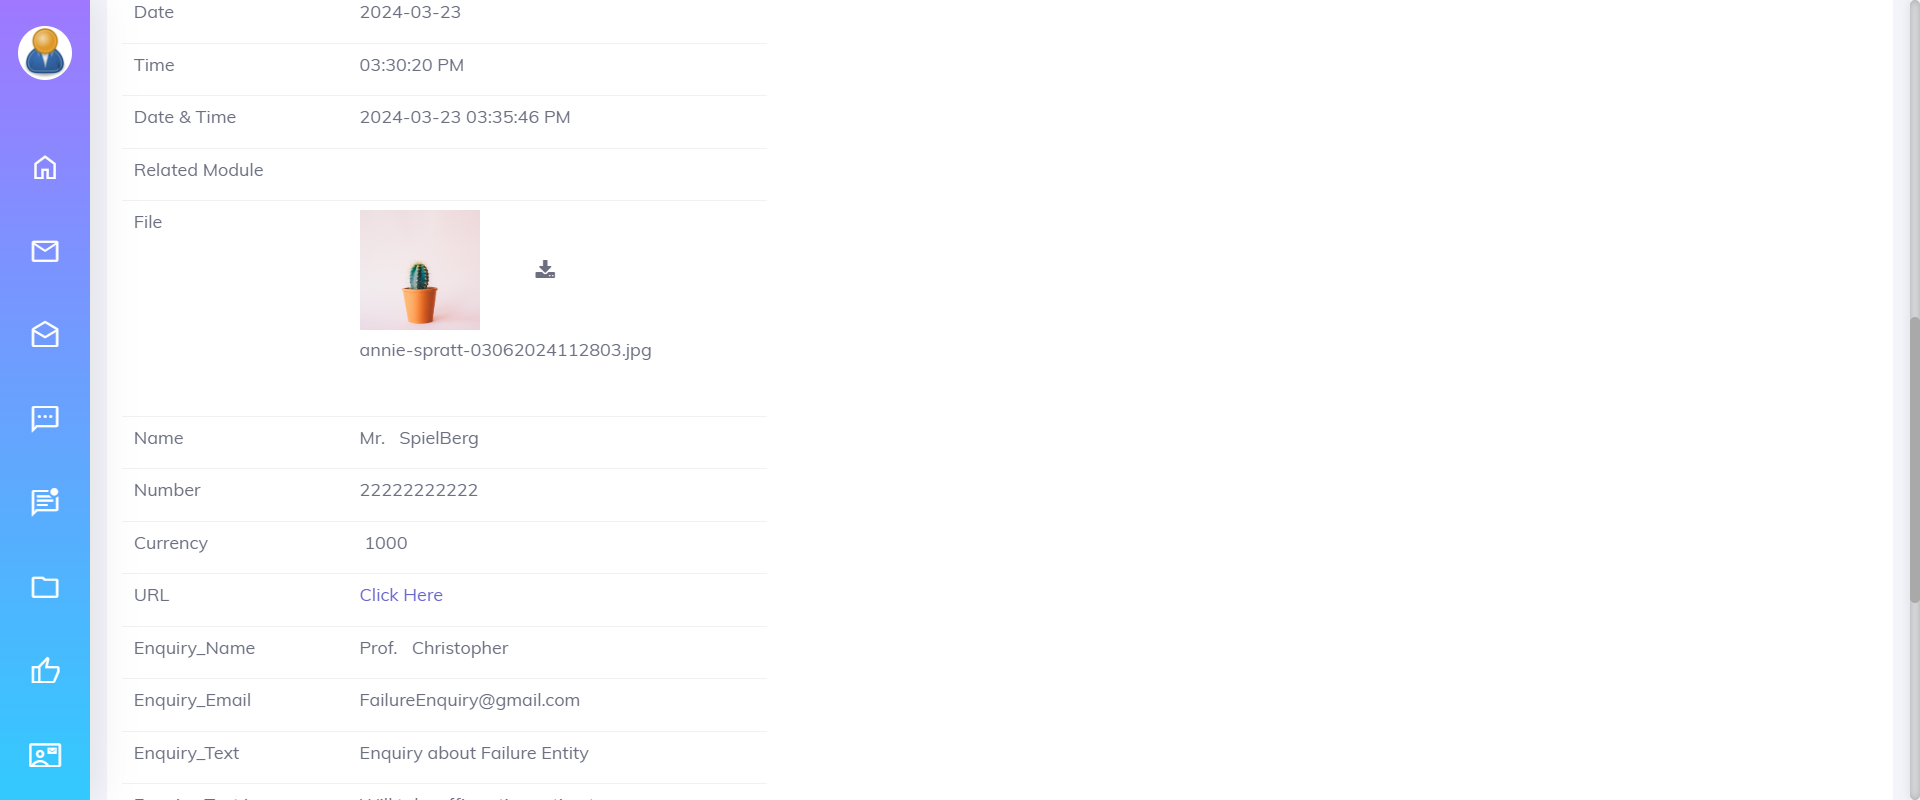 Date 2024-03-23
Time 03:30:20 PM
Date & Time 2024-03-23 03:35:46 PM
Related Module
File
annie-spratt-03062024112803.jpg
Name Mr. SpielBerg
Number 22222222222
Currency 1000
URL Click Here
Enquiry_Name Prof. Christopher
Enquiry_Email FailureEnquiry@gmail.com
Enquiry_Text Enquiry about Failure Entity